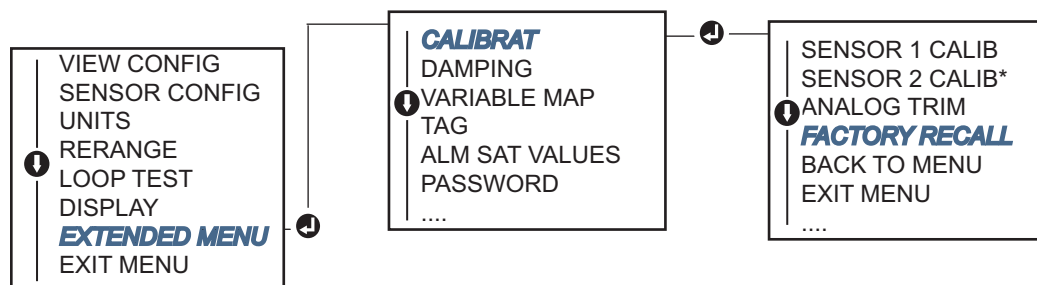 VIEW CONFIG
SENSOR CONFIG
UNITS
RERANGE
LOOP TEST
DISPLAY
EXTENDED MENU
EXIT MENU
CALIBRAT
DAMPING
VARIABLE MAP
TAG
ALM SAT VALUES
PASSWORD
....
SENSOR 1 CALIB
SENSOR 2 CALIB*
ANALOG TRIM
FACTORY RECALL
BACK TO MENU
EXIT MENU
....